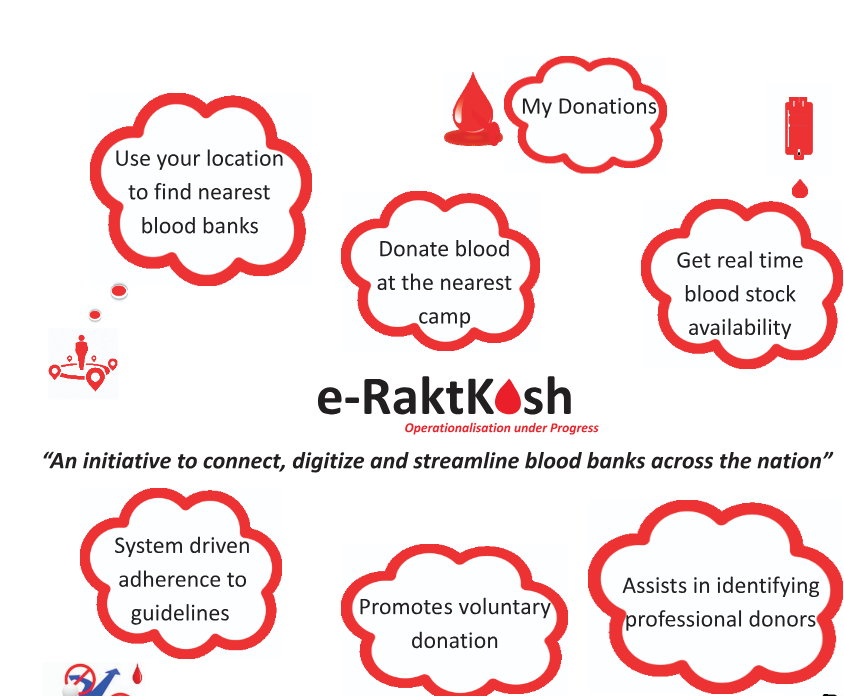 My Donations
Use your location
to find nearest
blood banks
Donate blood
at the nearest
camp
Get real time
blood stock
availability
e-RaktKosh
Operationalisation under Progress
“An initiative to connect, digitize and streamline blood banks across the nation”
System driven
adherence to
guidelines
Promotes voluntary
donation
Assists in identifying
professional donors